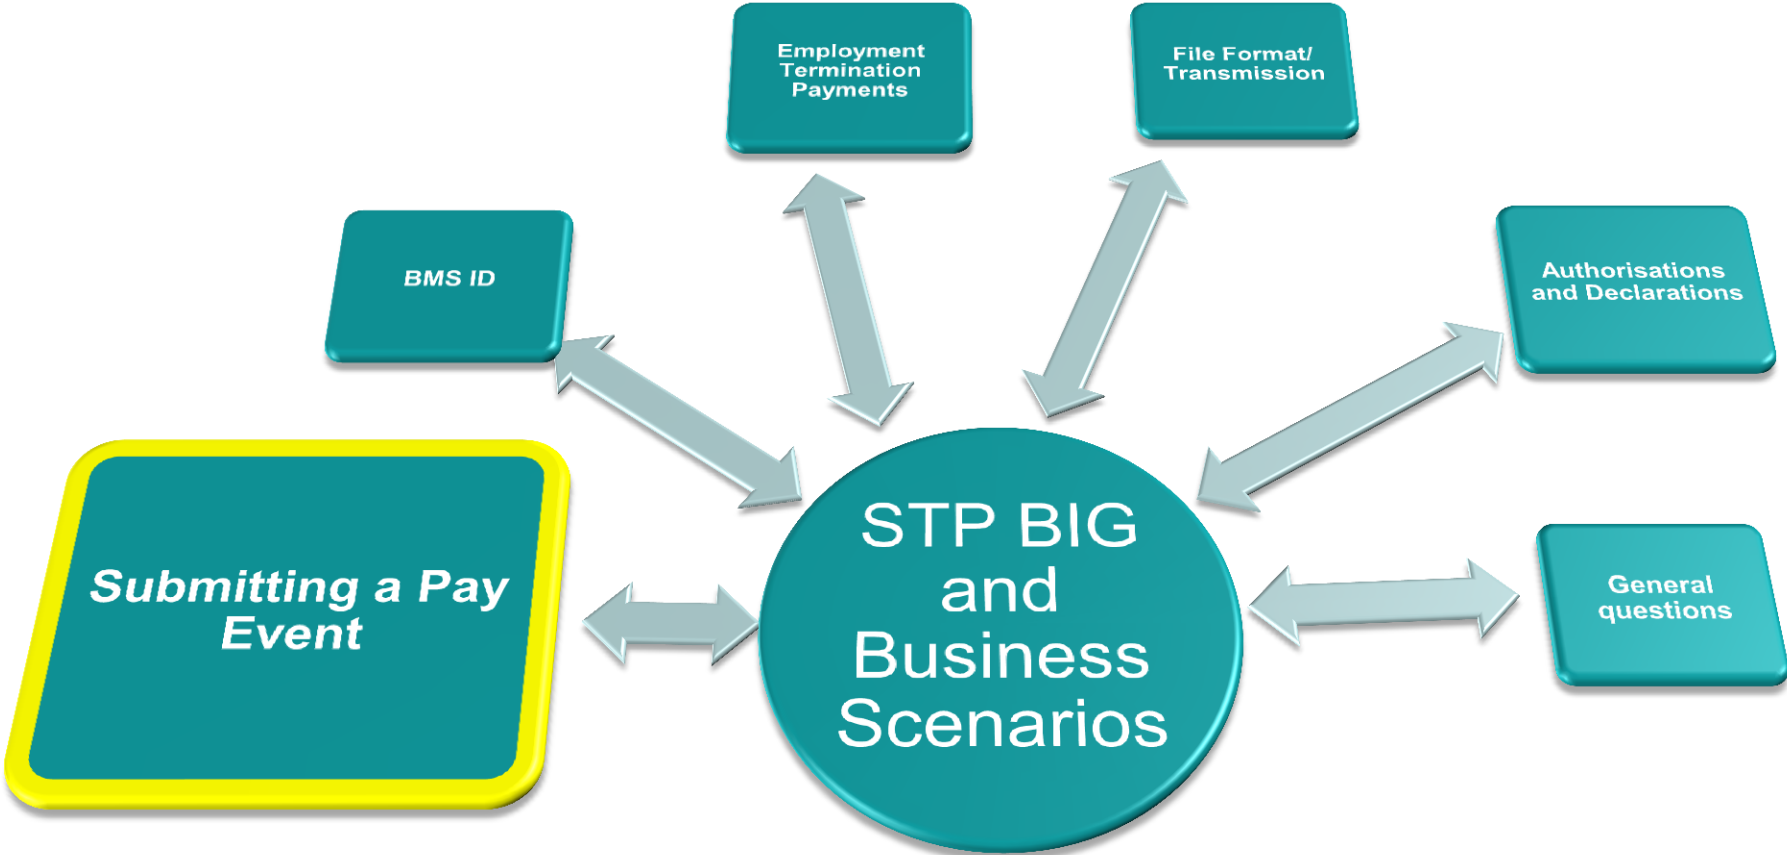 Employment
Termination
Payments
File Format/
Transmission
BMS ID
Authorisations
and Declarations
Submitting a Pay
Event
STP BIG
and
Business
Scenarios
General
questions